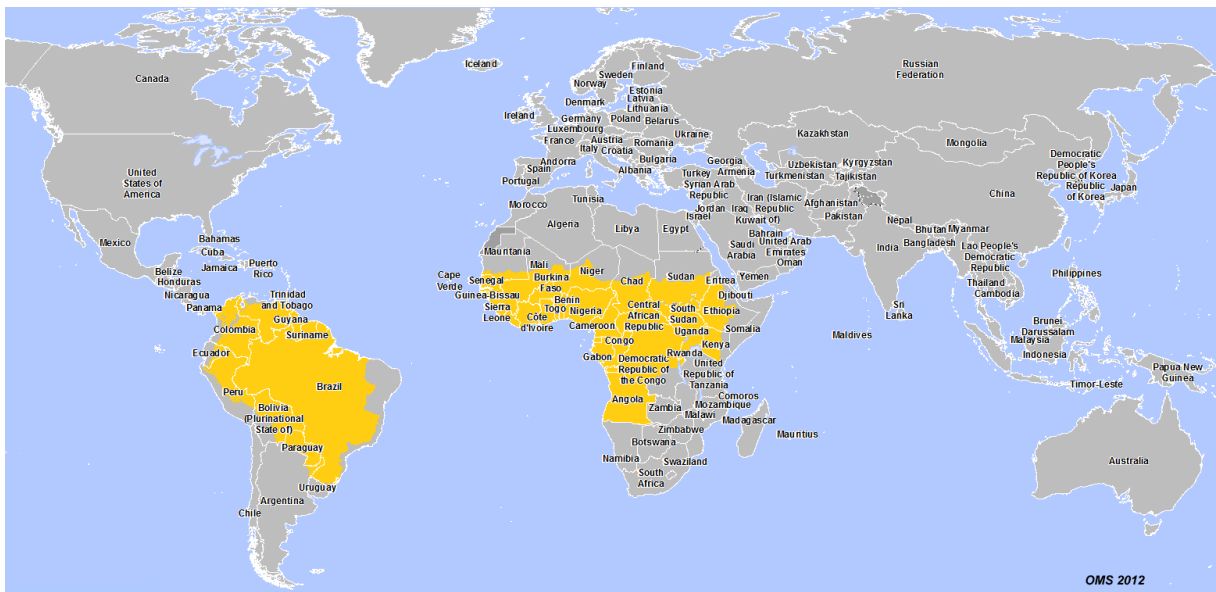 Iceland
Canada
Russian
Federation
Finland
Sweden
Norway
Estonia
Latvia
Lithuania
Denmark
Ireland
Germany
Poland
Belarus
Luxembourg
Ukraine
France
Austria
Romania
Italy
Croatia
Andorra
Bulgaria
Spain
Albania
Portugal
Kazakhstan
Mongolia
Georgia
Armenia
Turkey
Uzbekistan
Kyrgyzstan
Turkmenistan
Tajikistan
Democratic
People's
Republic of Korea
Republic
of Korea
Japan
China
United
States of
America
Syrian Arab
Republic
Iran (Islamic
Republic
of)
Afghanistan
Pakistan
Jordan
Iraq
Kuwait
Israel
Morocco
Tunisia
Algeria
Libya
Egypt
Nepal
Bhutan
Myanmar
Bangladesh
India
Bahrain
United Arab
Emirates
Saudi
Arabia
Oman
Yemen
Lao People's
Democratic
Republic
Thailand
Cambodia
Philippines
Mexico
Bahamas
Cuba
Jamaica
Puerto
Rico
Belize
Honduras
Nicaragua
Panama
Trinidad
and Tobago
Guyana
Suriname
Colombia
Ecuador
Peru
Brazil
Bolivia
(Plurinational
State of)
Paraguay
Uruguay
Argentina
Chile
Mauritania
Mali
Niger
Cape
Verde
Senegal
Burkina
Faso
Chad
Sudan
Eritrea
Guinea-Bissau
Benin
Togo
Nigeria
Sierra
Leone
Côte
d'Ivoire
Cameroon
Central
African
Republic
South
Sudan
Djibouti
Ethiopia
Somalia
Uganda
Kenya
Congo
Gabon
Democratic
Republic of
the Congo
Rwanda
United
Republic of
Tanzania
Angola
Zambia
Comoros
Mozambique
Malawi
Madagascar
Mauritius
Zimbabwe
Botswana
Namibia
Swaziland
South
Africa
Sri
Lanka
Maldives
Brunei
Darussalam
Malaysia
Indonesia
Timor-Leste
Papua New
Guinea
Australia
OMS 2012